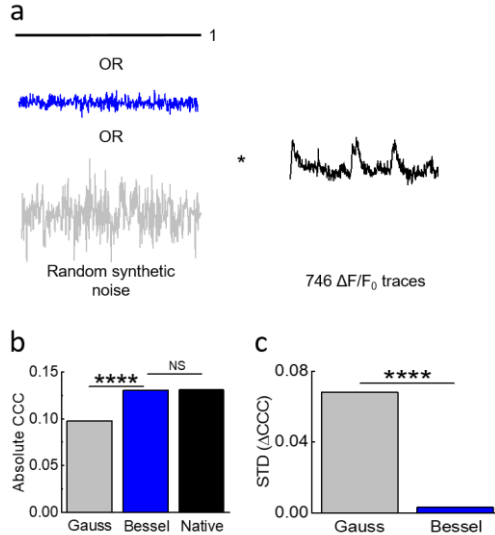 a
1
OR
OR
*
Random synthetic
noise
746 ΔF/F₀ traces
b
Absolute CCC
0.15
0.10
0.05
0.00
****
NS
Gauss Bessel Native
c
STD (ΔCCC)
0.08
0.04
0.00
****
Gauss Bessel